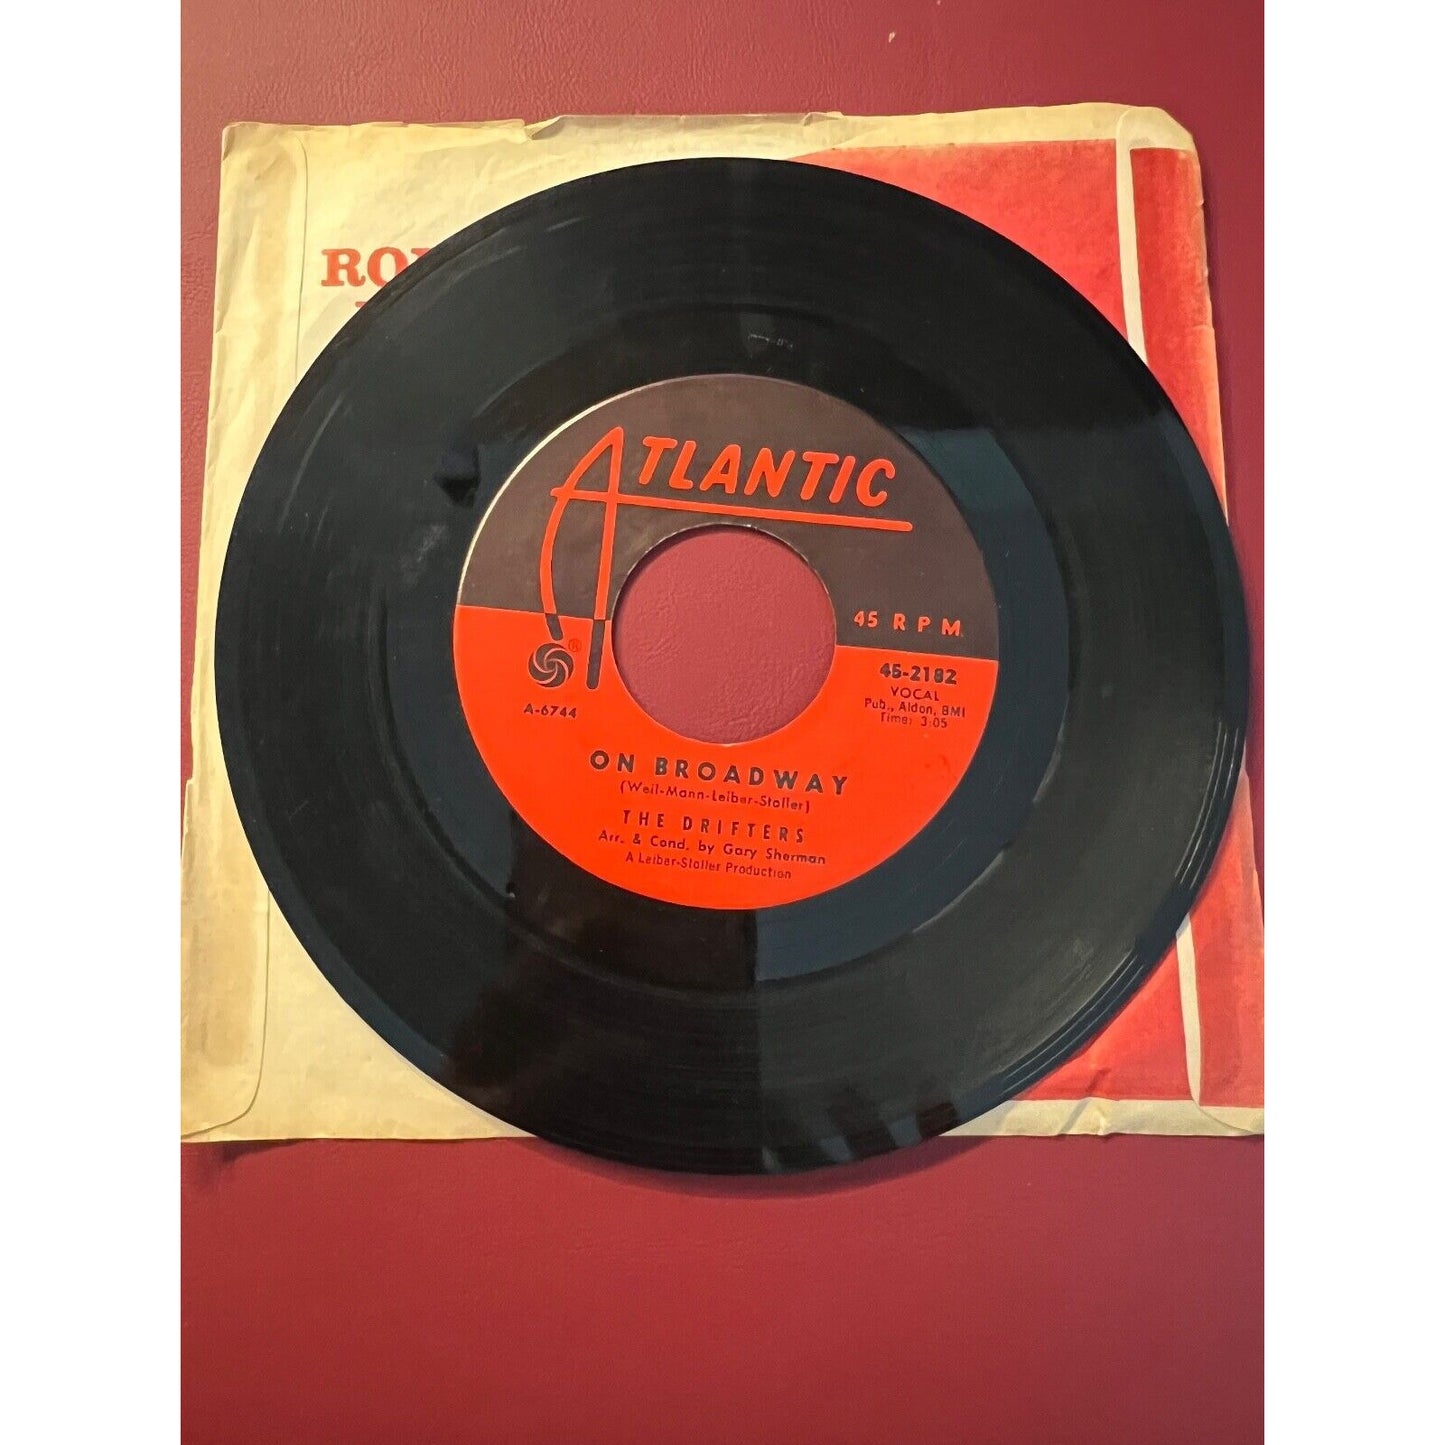 ATLANTIC
45 RPM
®
45-2182
VOCAL
Pub., Aldon, BMI
Time: 3:05
A-6744
ON BROADWAY
(Weil-Mann-Leiber-Stoller)
THE DRIFTERS
Arr. & Cond. by Gary Sherman
A Leiber-Stoller Production